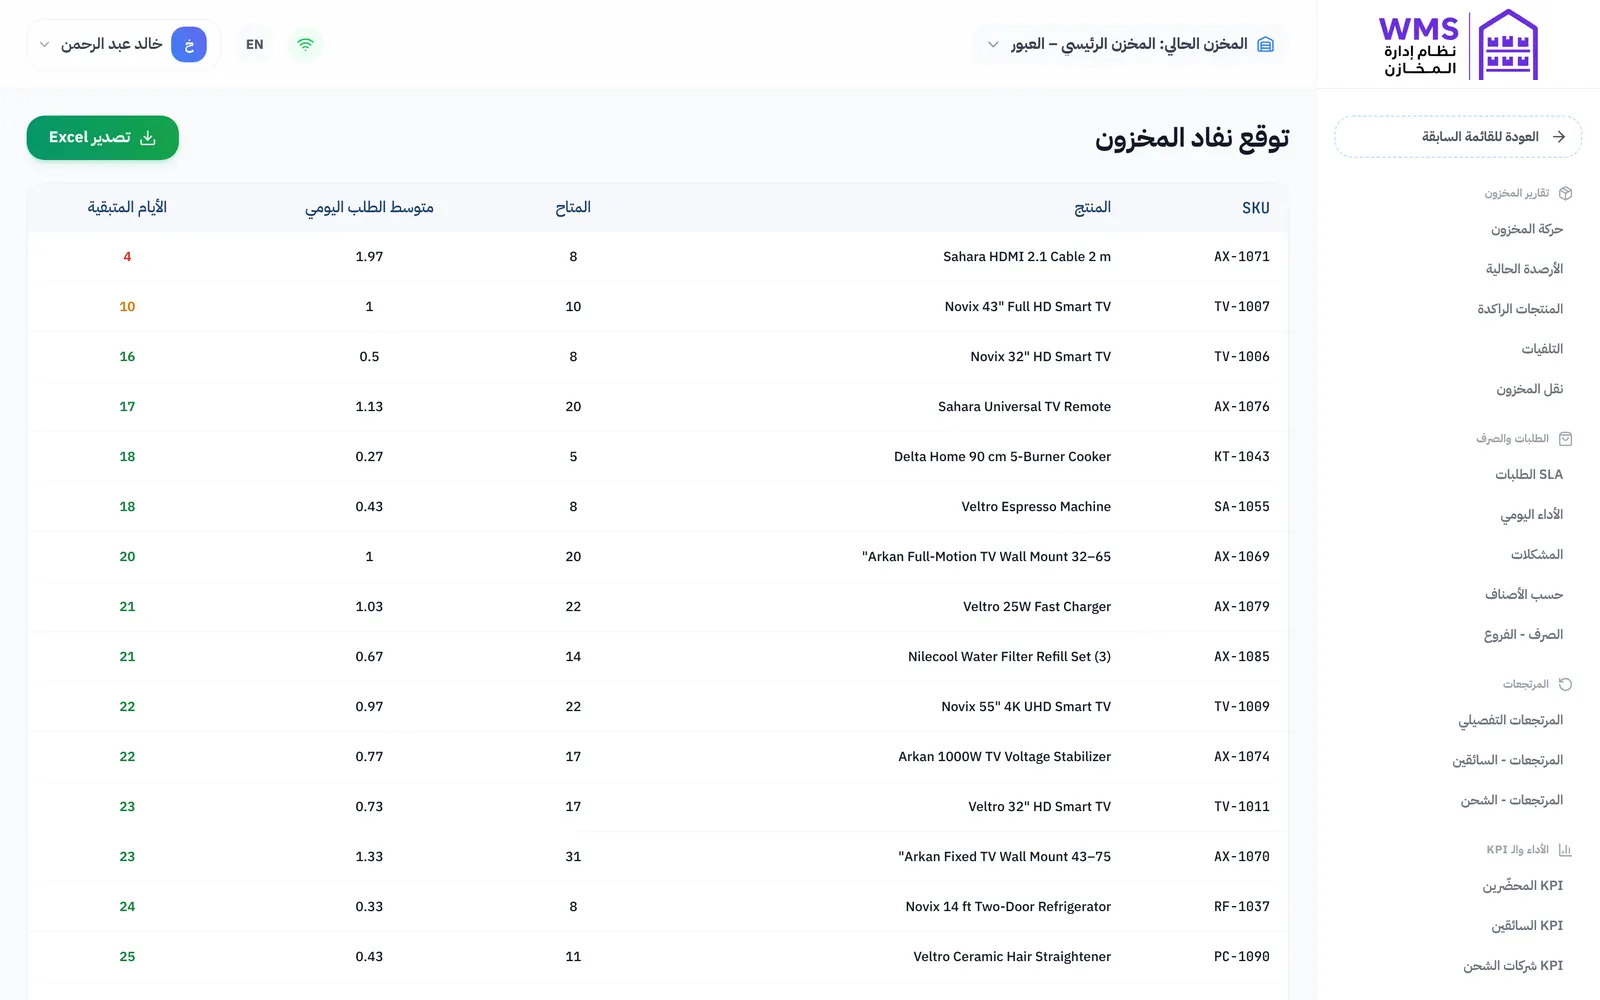 WMS
نظام إدارة
المخازن
المخزن الحالي: المخزن الرئيسي – العبور
EN
خ
خالد عبد الرحمن
العودة للقائمة السابقة
تقارير المخزون
حركة المخزون
الأرصدة الحالية
المنتجات الراكدة
التلفيات
نقل المخزون
الطلبات والصرف
SLA الطلبات
الأداء اليومي
المشكلات
حسب الأصناف
الصرف - الفروع
المرتجعات
المرتجعات التفصيلي
المرتجعات - السائقين
المرتجعات - الشحن
الأداء والـ KPI
KPI المحضّرين
KPI السائقين
KPI شركات الشحن
توقع نفاد المخزون
تصدير Excel
SKU المنتج المتاح متوسط الطلب اليومي الأيام المتبقية
AX-1071 Sahara HDMI 2.1 Cable 2 m 8 1.97 4
TV-1007 Novix 43" Full HD Smart TV 10 1 10
TV-1006 Novix 32" HD Smart TV 8 0.5 16
AX-1076 Sahara Universal TV Remote 20 1.13 17
KT-1043 Delta Home 90 cm 5-Burner Cooker 5 0.27 18
SA-1055 Veltro Espresso Machine 8 0.43 18
AX-1069 "Arkan Full-Motion TV Wall Mount 32–65 20 1 20
AX-1079 Veltro 25W Fast Charger 22 1.03 21
AX-1085 Nilecool Water Filter Refill Set (3) 14 0.67 21
TV-1009 Novix 55" 4K UHD Smart TV 22 0.97 22
AX-1074 Arkan 1000W TV Voltage Stabilizer 17 0.77 22
TV-1011 Veltro 32" HD Smart TV 17 0.73 23
AX-1070 "Arkan Fixed TV Wall Mount 43–75 31 1.33 23
RF-1037 Novix 14 ft Two-Door Refrigerator 8 0.33 24
PC-1090 Veltro Ceramic Hair Straightener 11 0.43 25